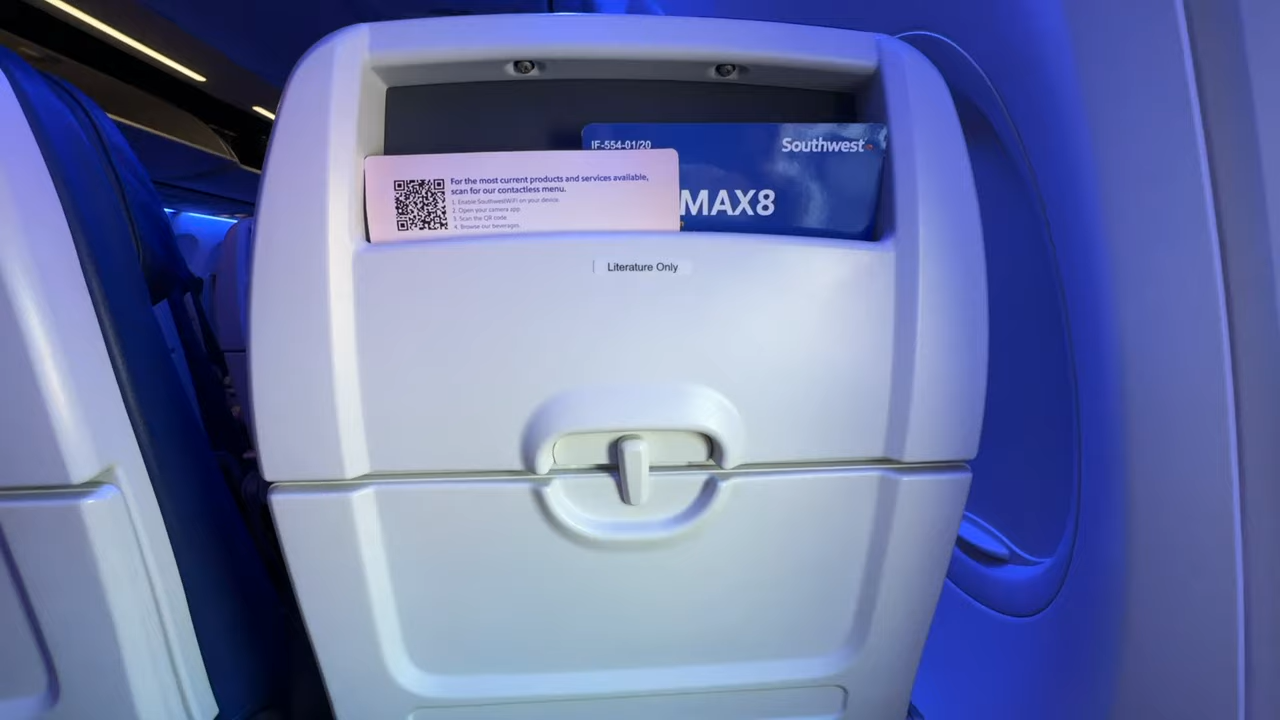 IF-554-01/20
Southwest
MAX8
For the most current products and services available,
scan for our contactless menu.
1. Enable SouthwestWiFi on your device.
2. Open your camera app.
3. Scan the QR code.
4. Browse our beverages.
Literature Only